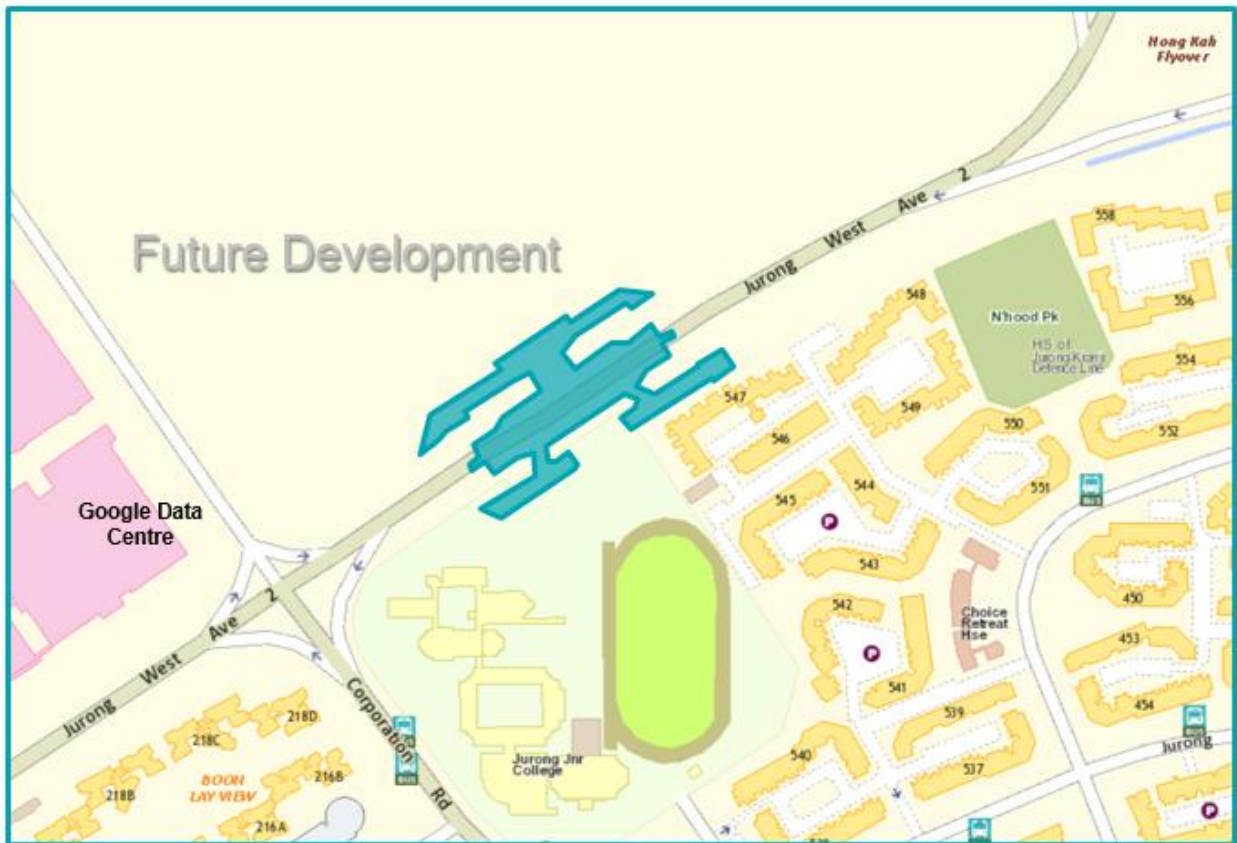 Hong Kah
Flyover
Jurong West Ave 2
Future Development
558
548
N'hood Pk
556
HS of
Jurong-Kranji
Defence Line
554
547
549
550
552
546
551
BUS
545
544
P
Google Data
Centre
543
542
450
Choice
Retreat
Hse
453
P
541
454
Jurong West Ave 2
Corporation Rd
539
218D
BUS
218C
Jurong
Jurong Jnr
College
540
BOON
LAY VIEW
216B
BUS
537
218B
216A
P